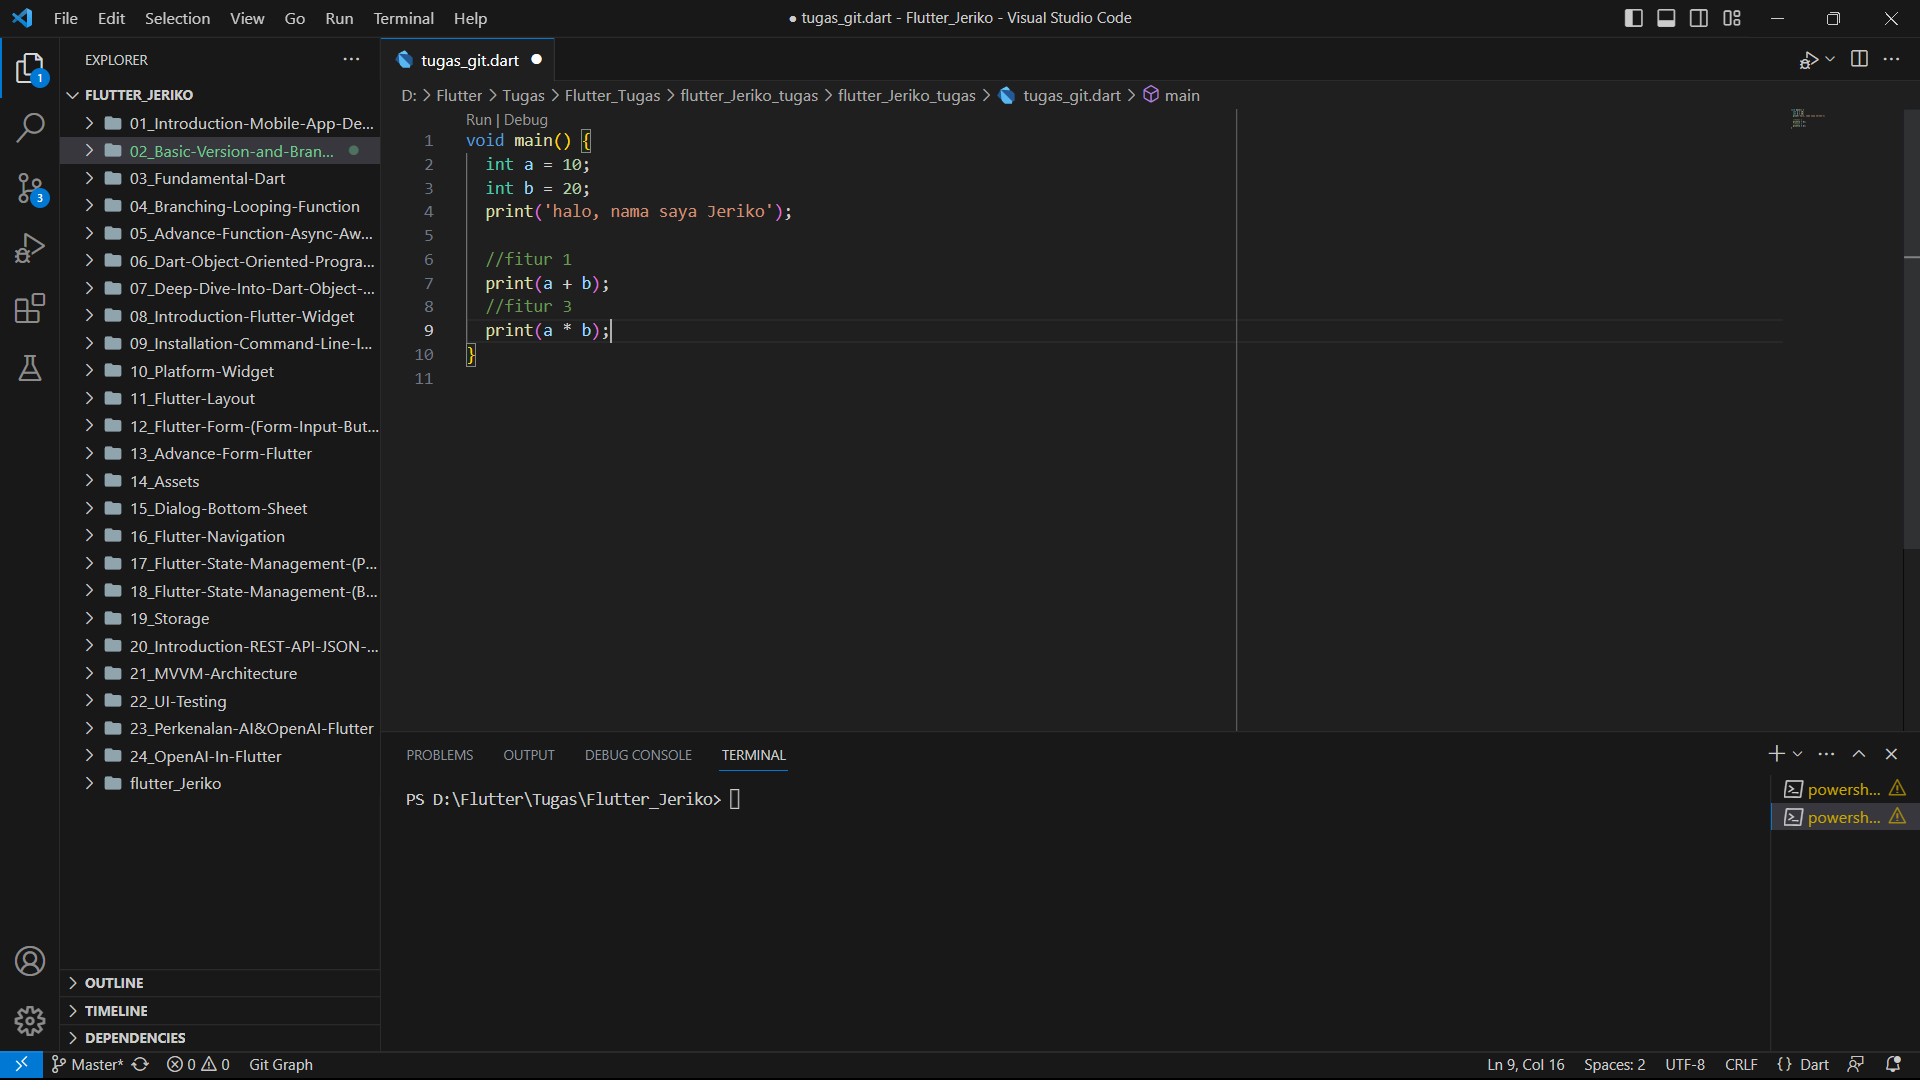 File Edit Selection View Go Run Terminal Help
● tugas_git.dart - Flutter_Jeriko - Visual Studio Code
1
3
EXPLORER
FLUTTER_JERIKO
01_Introduction-Mobile-App-De...
02_Basic-Version-and-Bran...
03_Fundamental-Dart
04_Branching-Looping-Function
05_Advance-Function-Async-Aw...
06_Dart-Object-Oriented-Progra...
07_Deep-Dive-Into-Dart-Object-...
08_Introduction-Flutter-Widget
09_Installation-Command-Line-I...
10_Platform-Widget
11_Flutter-Layout
12_Flutter-Form-(Form-Input-But...
13_Advance-Form-Flutter
14_Assets
15_Dialog-Bottom-Sheet
16_Flutter-Navigation
17_Flutter-State-Management-(P...
18_Flutter-State-Management-(B...
19_Storage
20_Introduction-REST-API-JSON-...
21_MVVM-Architecture
22_UI-Testing
23_Perkenalan-AI&OpenAI-Flutter
24_OpenAI-In-Flutter
flutter_Jeriko
OUTLINE
TIMELINE
DEPENDENCIES
tugas_git.dart
D: > Flutter > Tugas > Flutter_Tugas > flutter_Jeriko_tugas > flutter_Jeriko_tugas > tugas_git.dart > main
Run | Debug
1 void main() {
2 int a = 10;
3 int b = 20;
4 print('halo, nama saya Jeriko');
5
6 //fitur 1
7 print(a + b);
8 //fitur 3
9 print(a * b);
10 }
11
PROBLEMS OUTPUT DEBUG CONSOLE TERMINAL
PS D:\Flutter\Tugas\Flutter_Jeriko>
powersh...
powersh...
Master* 0 0 Git Graph
Ln 9, Col 16 Spaces: 2 UTF-8 CRLF {} Dart